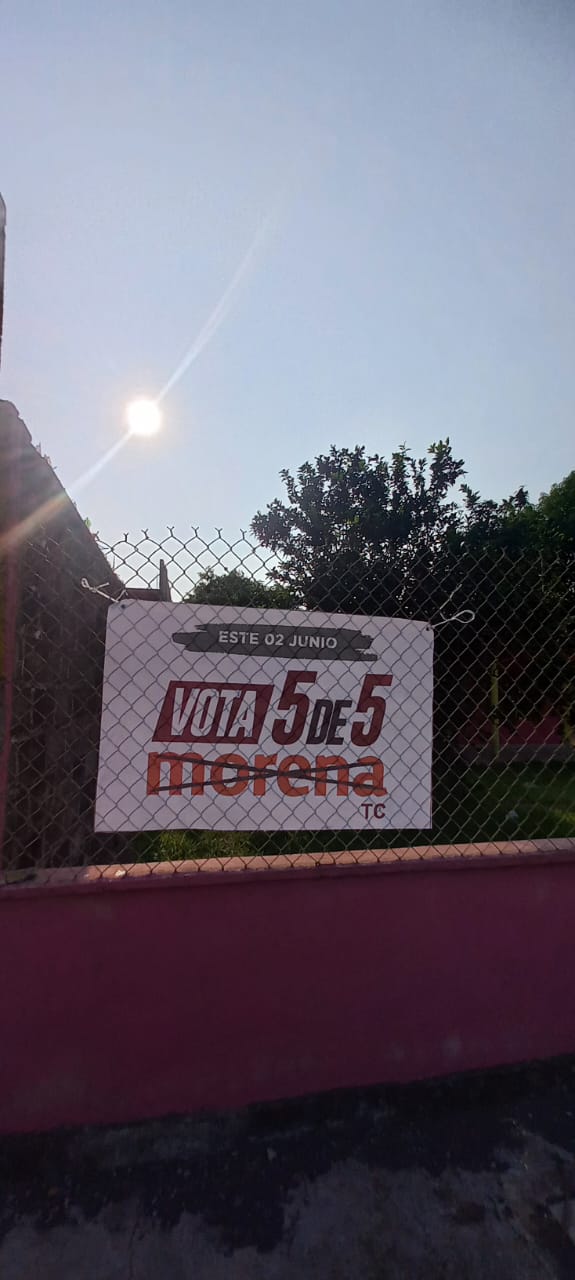 ESTE 02 JUNIO
VOTA 5 DE 5
morena
TC